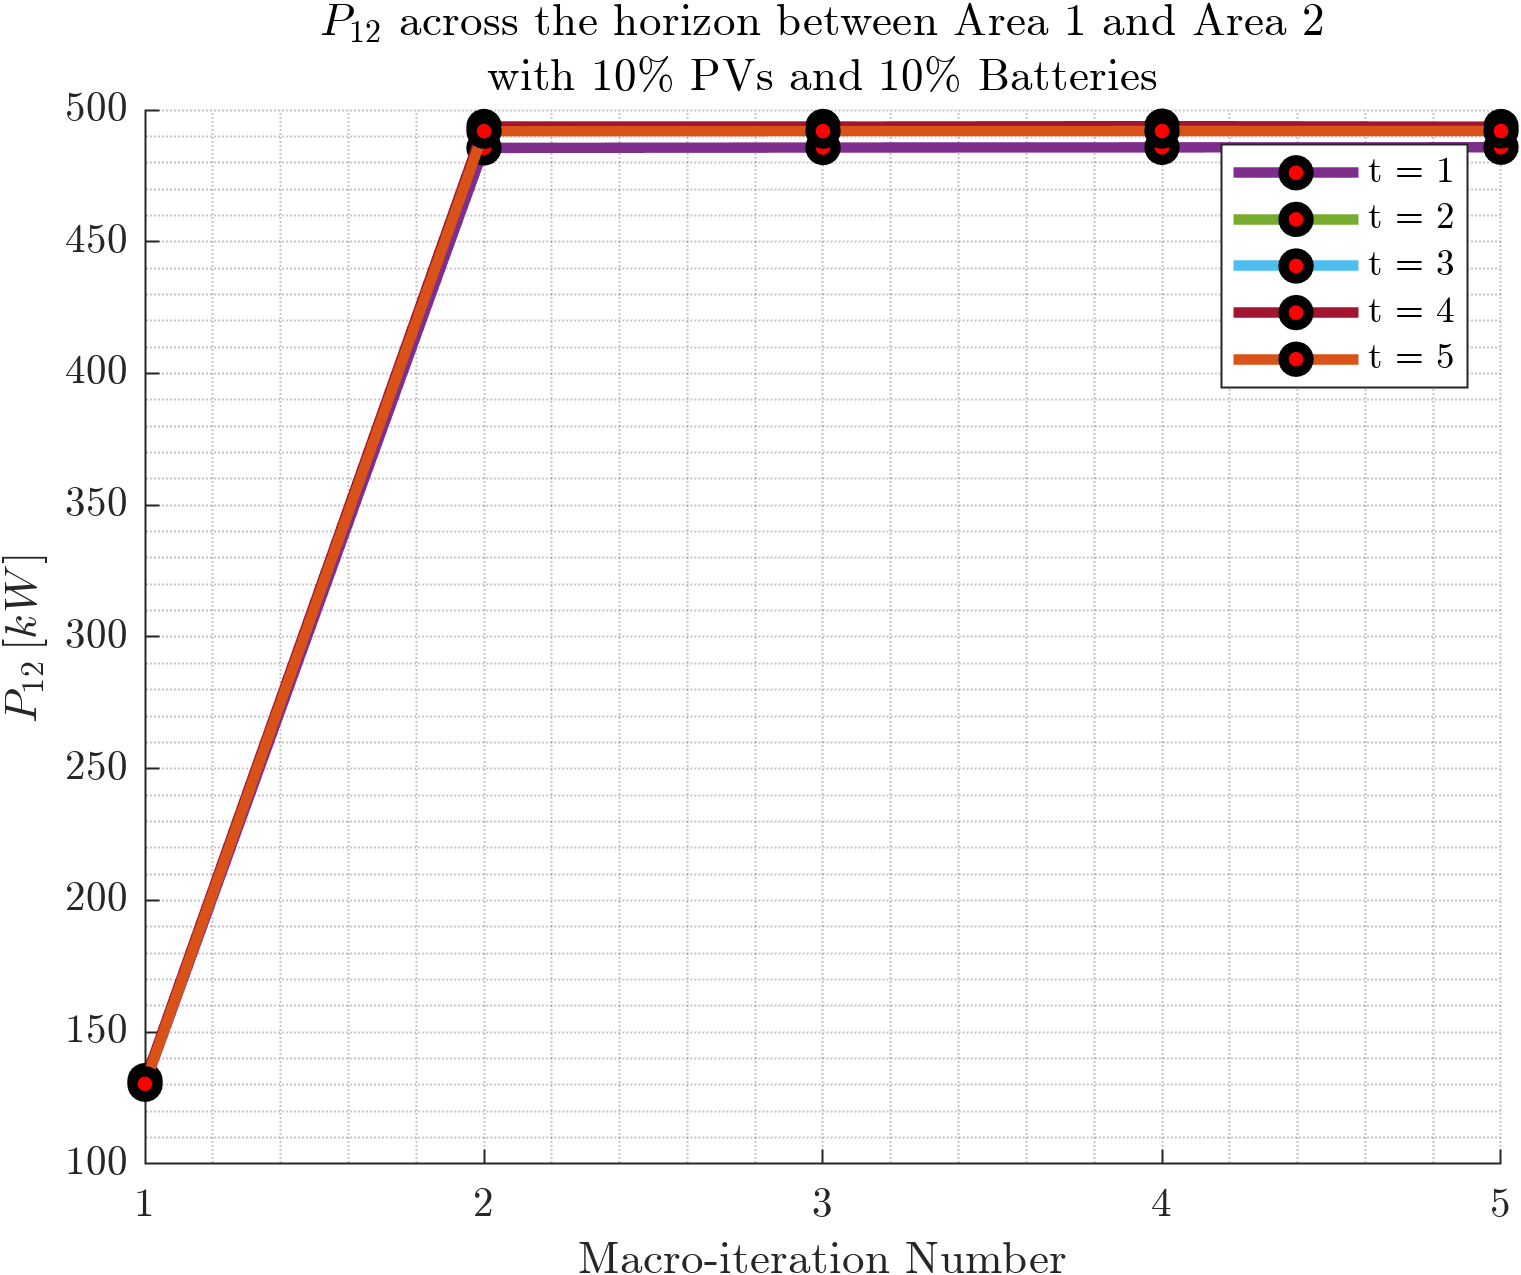 P₁₂ across the horizon between Area 1 and Area 2
with 10% PVs and 10% Batteries
500
450
400
350
300
250
200
150
100
P₁₂ [kW]
t = 1
t = 2
t = 3
t = 4
t = 5
1 2 3 4 5
Macro-iteration Number